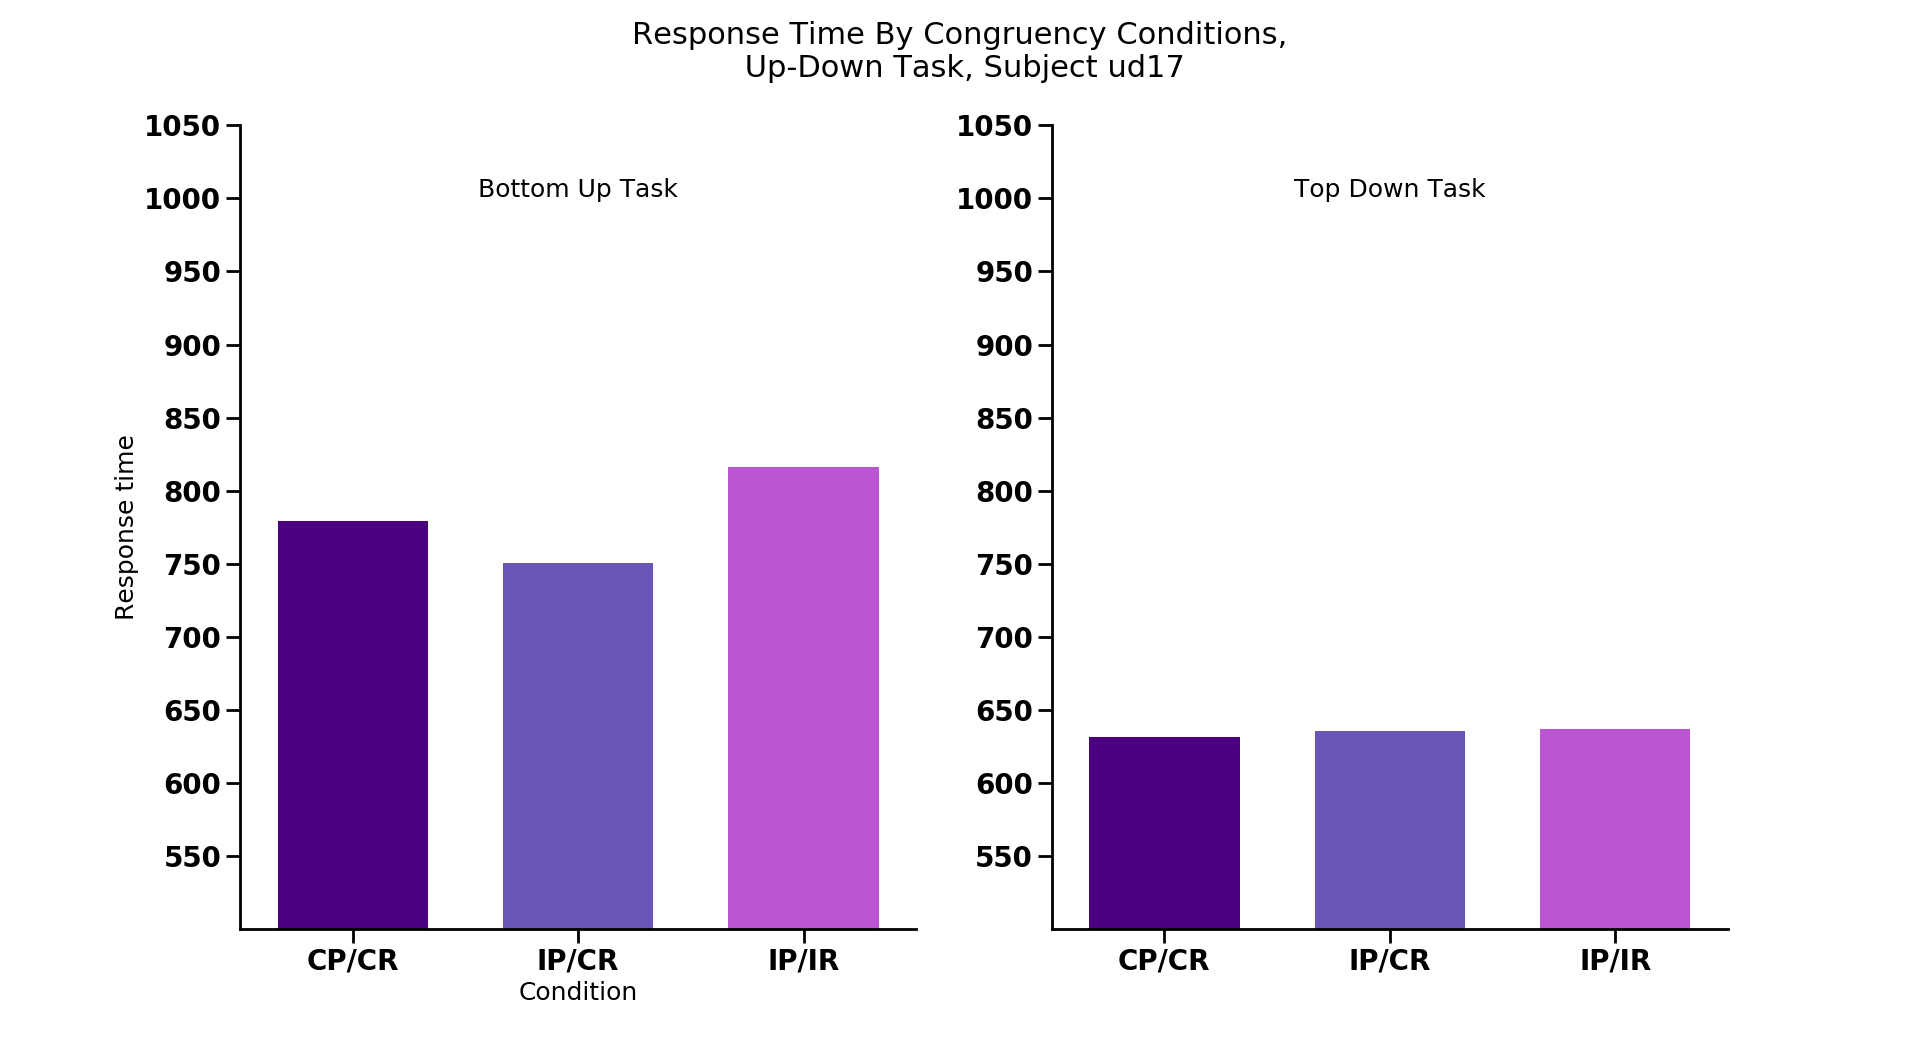 Response Time By Congruency Conditions,
Up-Down Task, Subject ud17
Bottom Up Task
Response time
1050
1000
950
900
850
800
750
700
650
600
550
CP/CR
IP/CR
IP/IR
Condition
Top Down Task
1050
1000
950
900
850
800
750
700
650
600
550
CP/CR
IP/CR
IP/IR